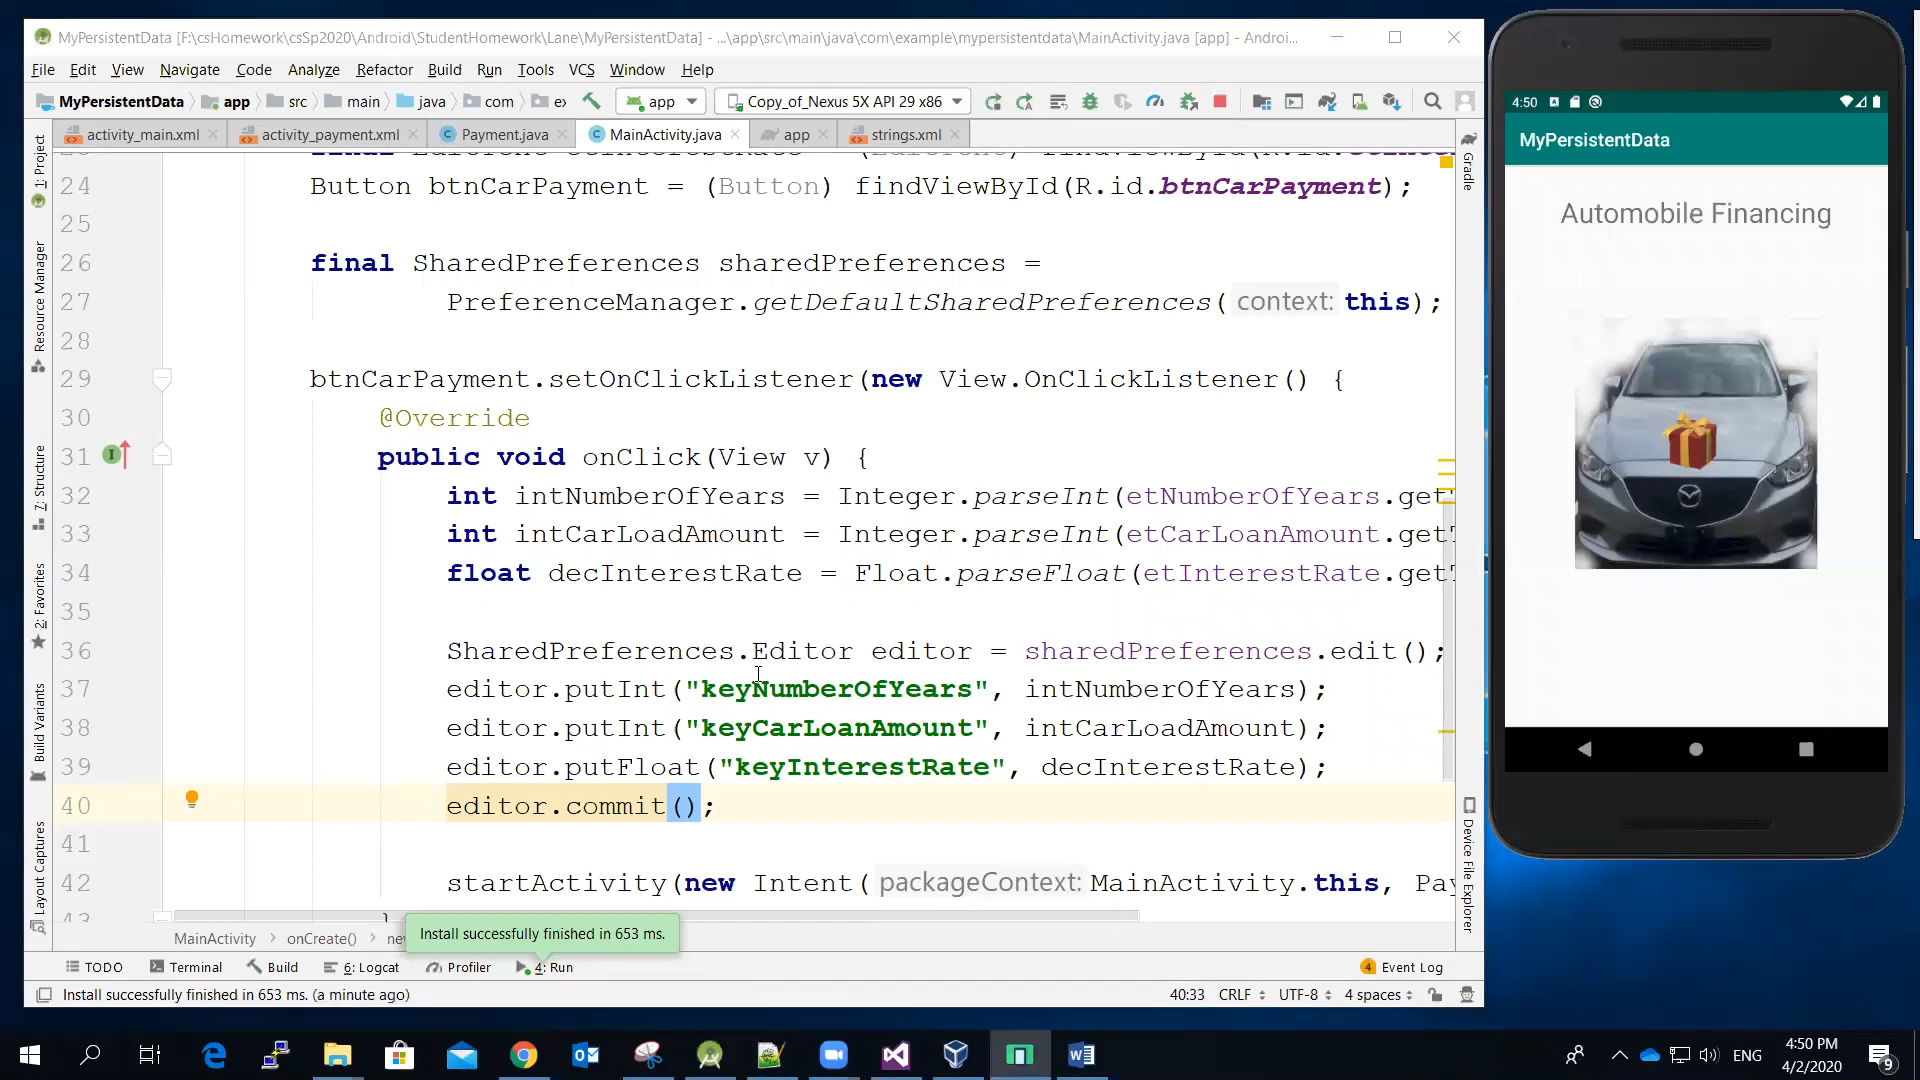 MyPersistentData [F:\csHomework\csSp2020\Android\StudentHomework\Lane\MyPersistentData] - ...\app\src\main\java\com\example\mypersistentdata\MainActivity.java [app] - Androi...
File Edit View Navigate Code Analyze Refactor Build Run Tools VCS Window Help
MyPersistentData app src main java com ex app Copy_of_Nexus 5X API 29 x86
activity_main.xml activity_payment.xml Payment.java MainActivity.java app strings.xml
24 Button btnCarPayment = (Button) findViewById(R.id.btnCarPayment);
25
26 final SharedPreferences sharedPreferences =
27 PreferenceManager.getDefaultSharedPreferences( context: this);
28
29 btnCarPayment.setOnClickListener(new View.OnClickListener() {
30 @Override
31 public void onClick(View v) {
32 int intNumberOfYears = Integer.parseInt(etNumberOfYears.get
33 int intCarLoadAmount = Integer.parseInt(etCarLoanAmount.get
34 float decInterestRate = Float.parseFloat(etInterestRate.get
35
36 SharedPreferences.Editor editor = sharedPreferences.edit();
37 editor.putInt("keyNumberOfYears", intNumberOfYears);
38 editor.putInt("keyCarLoanAmount", intCarLoadAmount);
39 editor.putFloat("keyInterestRate", decInterestRate);
40 editor.commit();
41
42 startActivity(new Intent( packageContext: MainActivity.this, Pay
43 }
1: Project
Resource Manager
7: Structure
2: Favorites
Build Variants
Layout Captures
Gradle
Device File Explorer
MainActivity onCreate() new
Install successfully finished in 653 ms.
TODO Terminal Build 6: Logcat Profiler 4: Run 4 Event Log
Install successfully finished in 653 ms. (a minute ago) 40:33 CRLF UTF-8 4 spaces
4:50
MyPersistentData
Automobile Financing
ENG
4:50 PM
4/2/2020
9